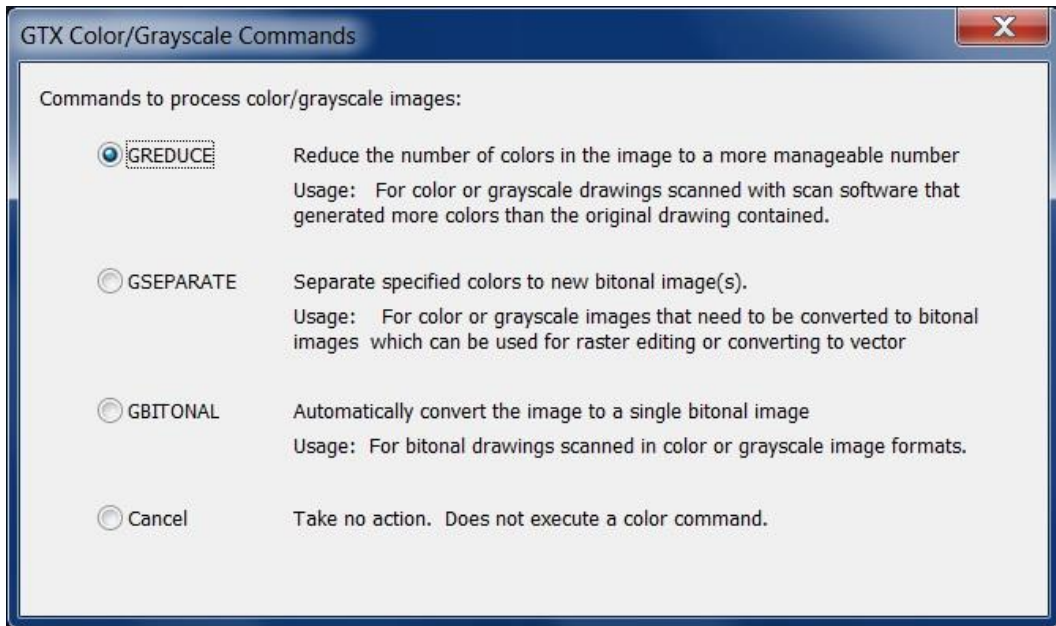 GTX Color/Grayscale Commands
Commands to process color/grayscale images:
GREDUCE Reduce the number of colors in the image to a more manageable number
Usage: For color or grayscale drawings scanned with scan software that
generated more colors than the original drawing contained.
GSEPARATE Separate specified colors to new bitonal image(s).
Usage: For color or grayscale images that need to be converted to bitonal
images which can be used for raster editing or converting to vector
GBITONAL Automatically convert the image to a single bitonal image
Usage: For bitonal drawings scanned in color or grayscale image formats.
Cancel Take no action. Does not execute a color command.